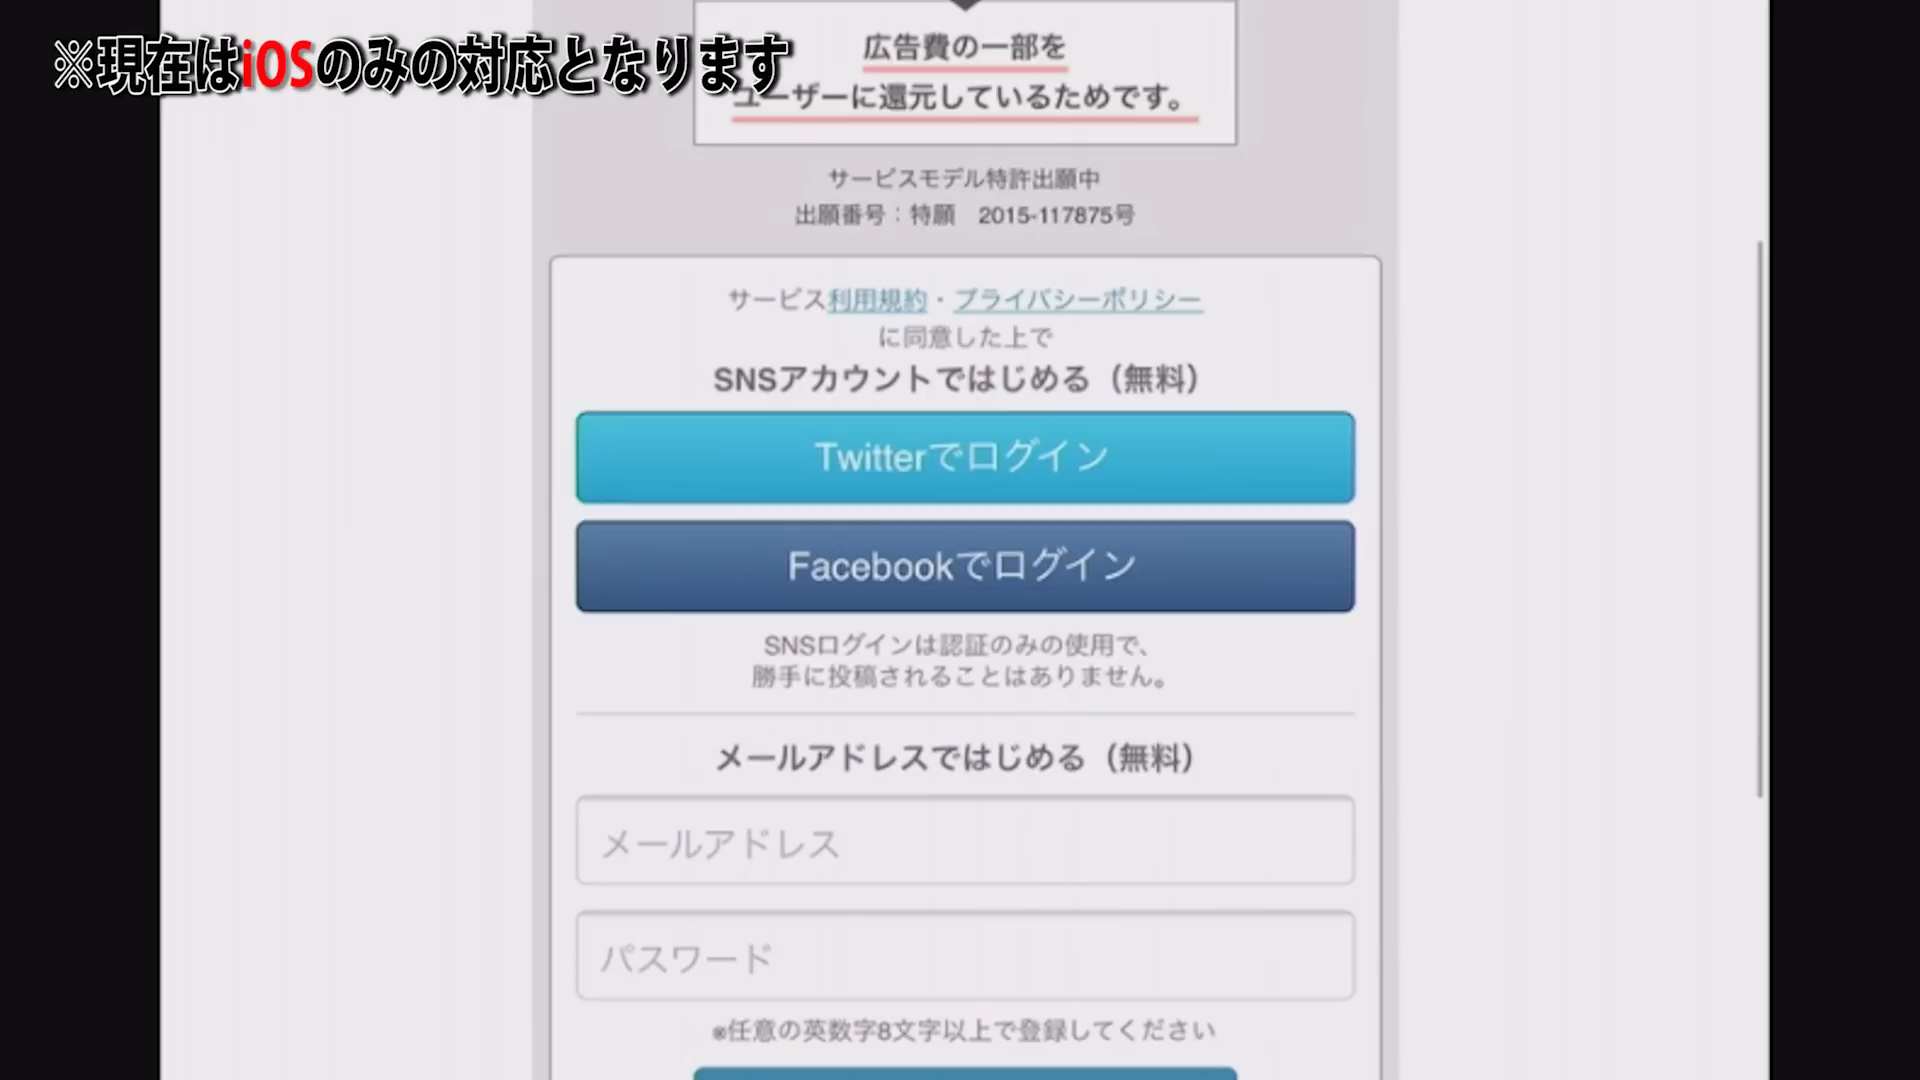 ※現在はiOSのみの対応となります
広告費の一部を
ユーザーに還元しているためです。
サービスモデル特許出願中
出願番号：特願　2015-117875号
サービス利用規約・プライバシーポリシー
に同意した上で
SNSアカウントではじめる（無料）
Twitterでログイン
Facebookでログイン
SNSログインは認証のみの使用で、
勝手に投稿されることはありません。
メールアドレスではじめる（無料）
メールアドレス
パスワード
※任意の英数字8文字以上で登録してください